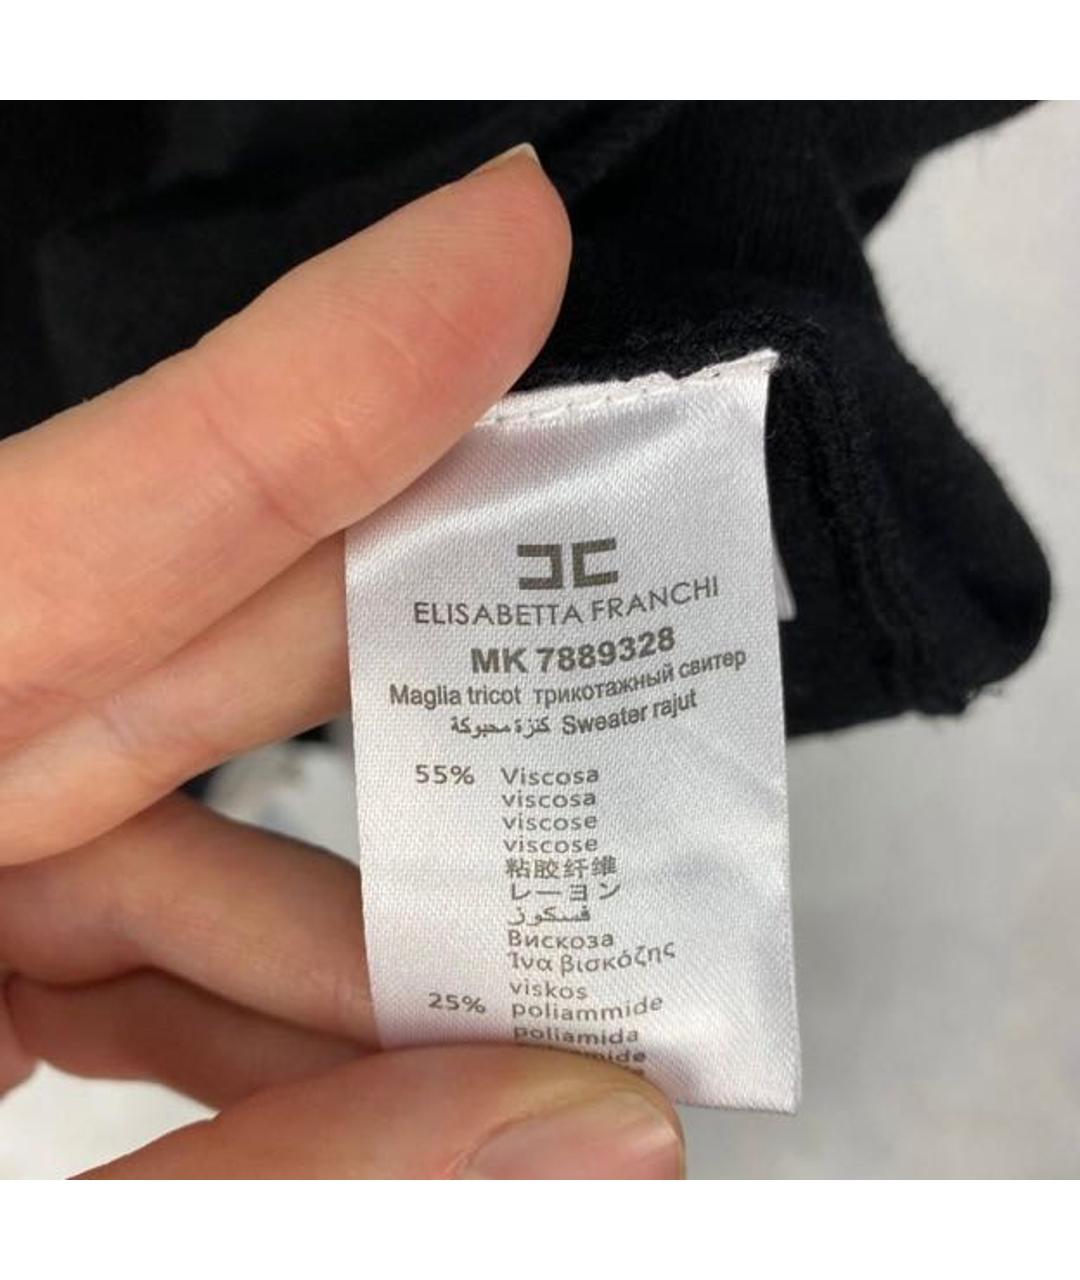 ELISABETTA FRANCHI
MK 7889328
Maglia tricot трикотажный свитер
كنزة محبوكة Sweater rajut
55% Viscosa
viscosa
viscose
viscose
粘胶纤维
レーヨン
فسكوز
Вискоза
Ίνα βισκόζης
viskos
25% poliammide
poliamida